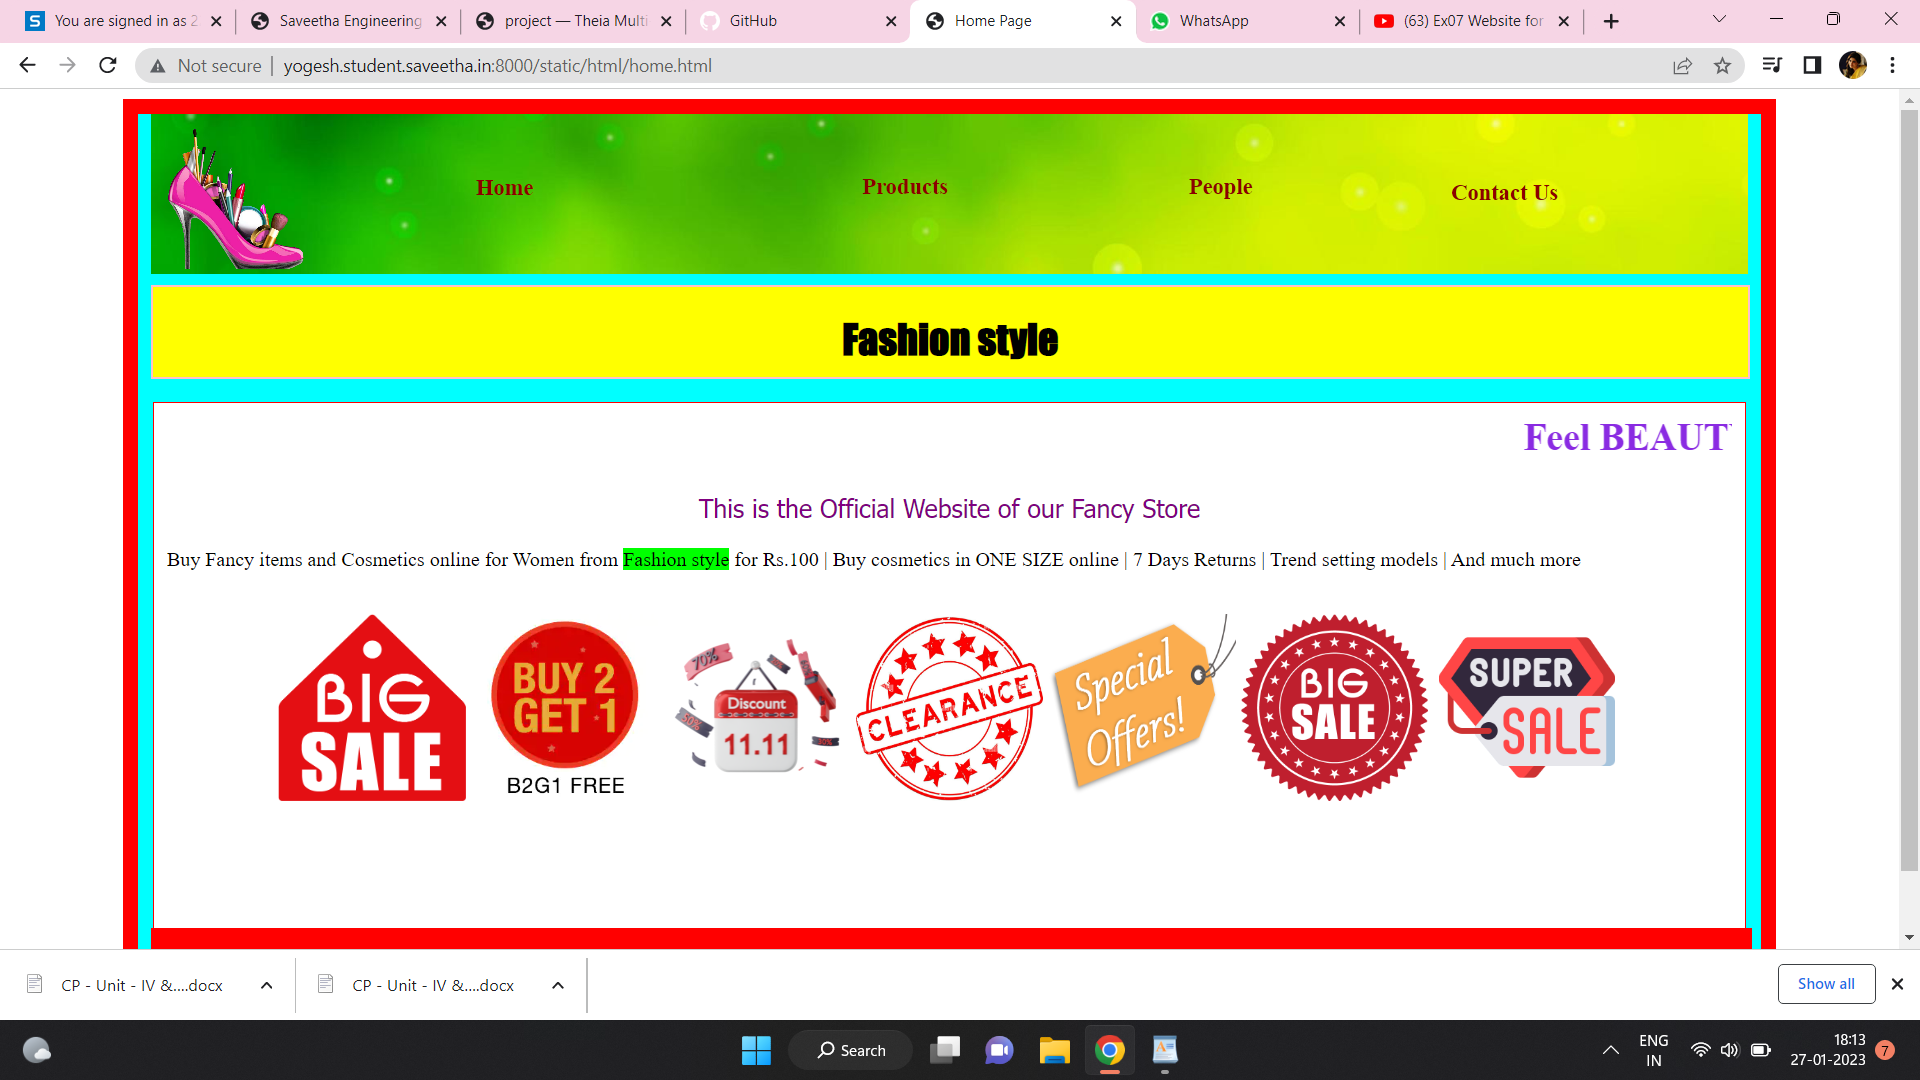 You are signed in as 2
Saveetha Engineering
project — Theia Multi
GitHub
Home Page
WhatsApp
(63) Ex07 Website for
Not secure
yogesh.student.saveetha.in:8000/static/html/home.html
Home
Products
People
Contact Us
Fashion style
Feel BEAUT
This is the Official Website of our Fancy Store
Buy Fancy items and Cosmetics online for Women from Fashion style for Rs.100 | Buy cosmetics in ONE SIZE online | 7 Days Returns | Trend setting models | And much more
BIG
SALE
BUY 2
GET 1
B2G1 FREE
70%
50%
Discount
11.11
CLEARANCE
Special
Offers!
BIG
SALE
SUPER
SALE
CP - Unit - IV &....docx
CP - Unit - IV &....docx
Show all
Search
ENG
IN
18:13
27-01-2023
7